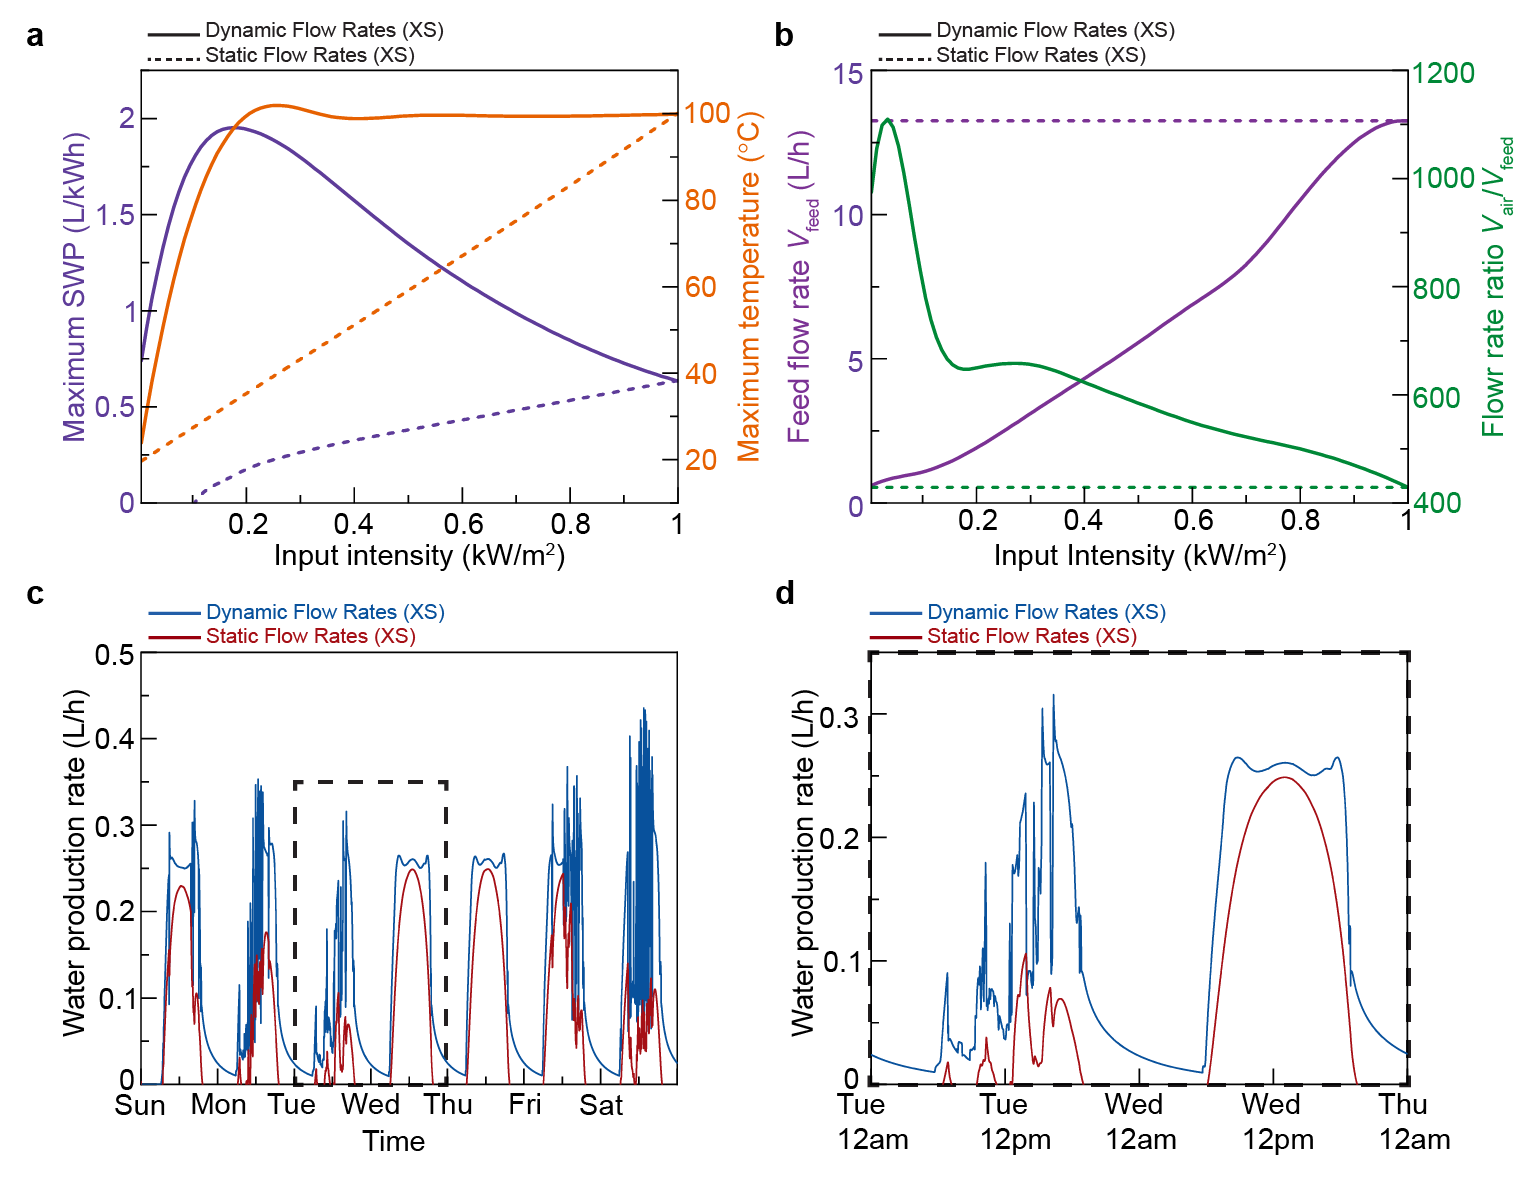 a
Dynamic Flow Rates (XS)
Static Flow Rates (XS)
Maximum SWP (L/kWh)
2
1.5
1
0.5
0
100
80
60
40
20
Maximum temperature (°C)
0.2 0.4 0.6 0.8 1
Input intensity (kW/m²)
b
Dynamic Flow Rates (XS)
Static Flow Rates (XS)
Feed flow rate Vfeed (L/h)
15
10
5
0
1200
1000
800
600
400
Flowr rate ratio Vair/Vfeed
0.2 0.4 0.6 0.8 1
Input Intensity (kW/m²)
c
Dynamic Flow Rates (XS)
Static Flow Rates (XS)
Water production rate (L/h)
0.5
0.4
0.3
0.2
0.1
0
Sun Mon Tue Wed Thu Fri Sat
Time
d
Dynamic Flow Rates (XS)
Static Flow Rates (XS)
Water production rate (L/h)
0.3
0.2
0.1
0
Tue Tue Wed Wed Thu
12am 12pm 12am 12pm 12am